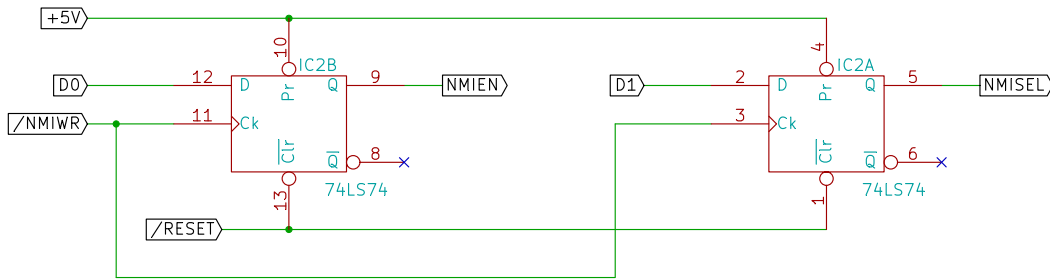 +5V
10
IC2B
4
IC2A
D0
12
D
Pr
Q
9
NMIEN
D1
2
D
Pr
Q
5
NMISEL
/NMIWR
11
Ck
3
Ck
Clr
Q
8
Clr
Q
6
13
74LS74
1
74LS74
/RESET